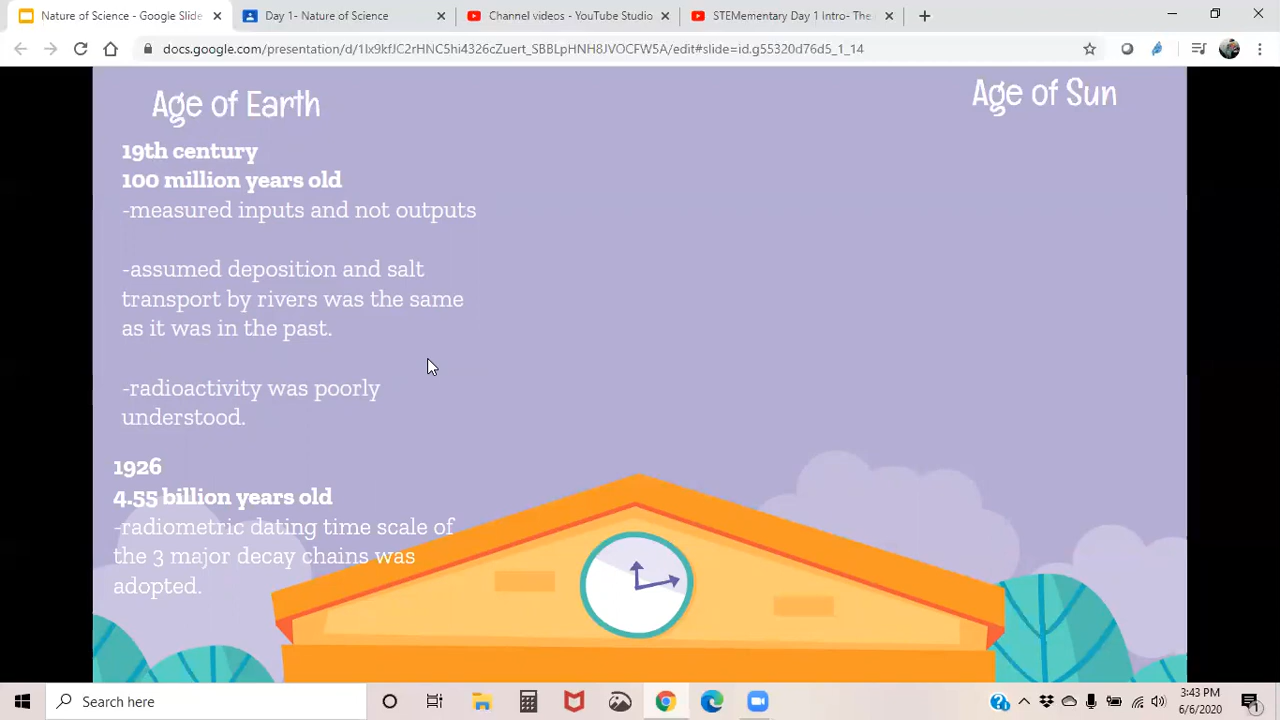 Nature of Science - Google Slide
Day 1- Nature of Science
Channel videos - YouTube Studio
STEMementary Day 1 Intro- The
docs.google.com/presentation/d/1Ix9kfJC2rHNC5hi4326cZuert_SBBLpHNH8JVOCFW5A/edit#slide=id.g55320d76d5_1_14
Age of Earth
Age of Sun
19th century
100 million years old
-measured inputs and not outputs
-assumed deposition and salt
transport by rivers was the same
as it was in the past.
-radioactivity was poorly
understood.
1926
4.55 billion years old
-radiometric dating time scale of
the 3 major decay chains was
adopted.
Search here
3:43 PM
6/6/2020
1